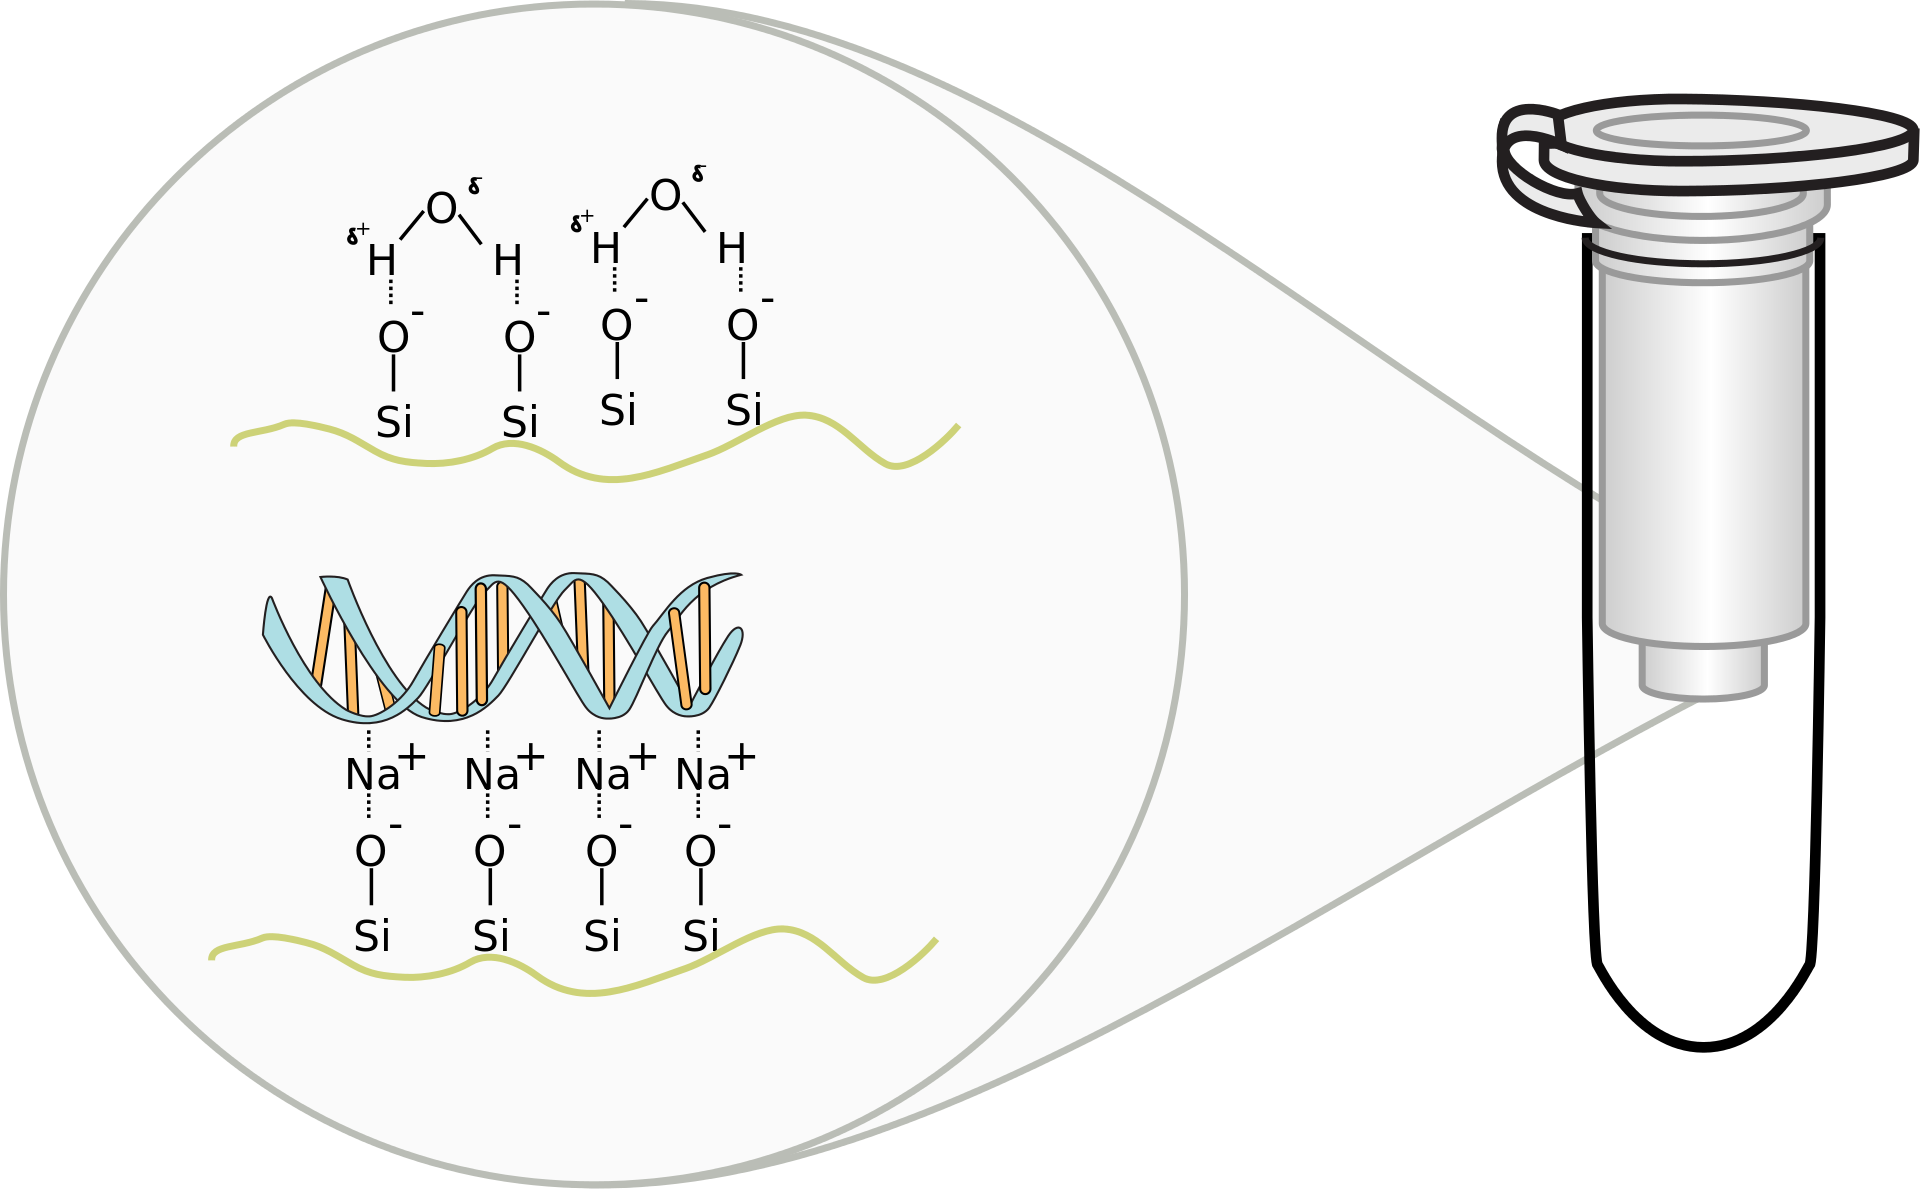 O δ- O δ-
δ+ H H δ+ H H
O- O- O- O-
Si Si Si Si
Na+ Na+ Na+ Na+
O- O- O- O-
Si Si Si Si